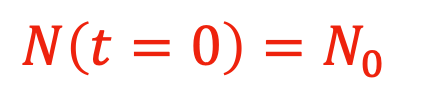 N(t = 0) = N₀